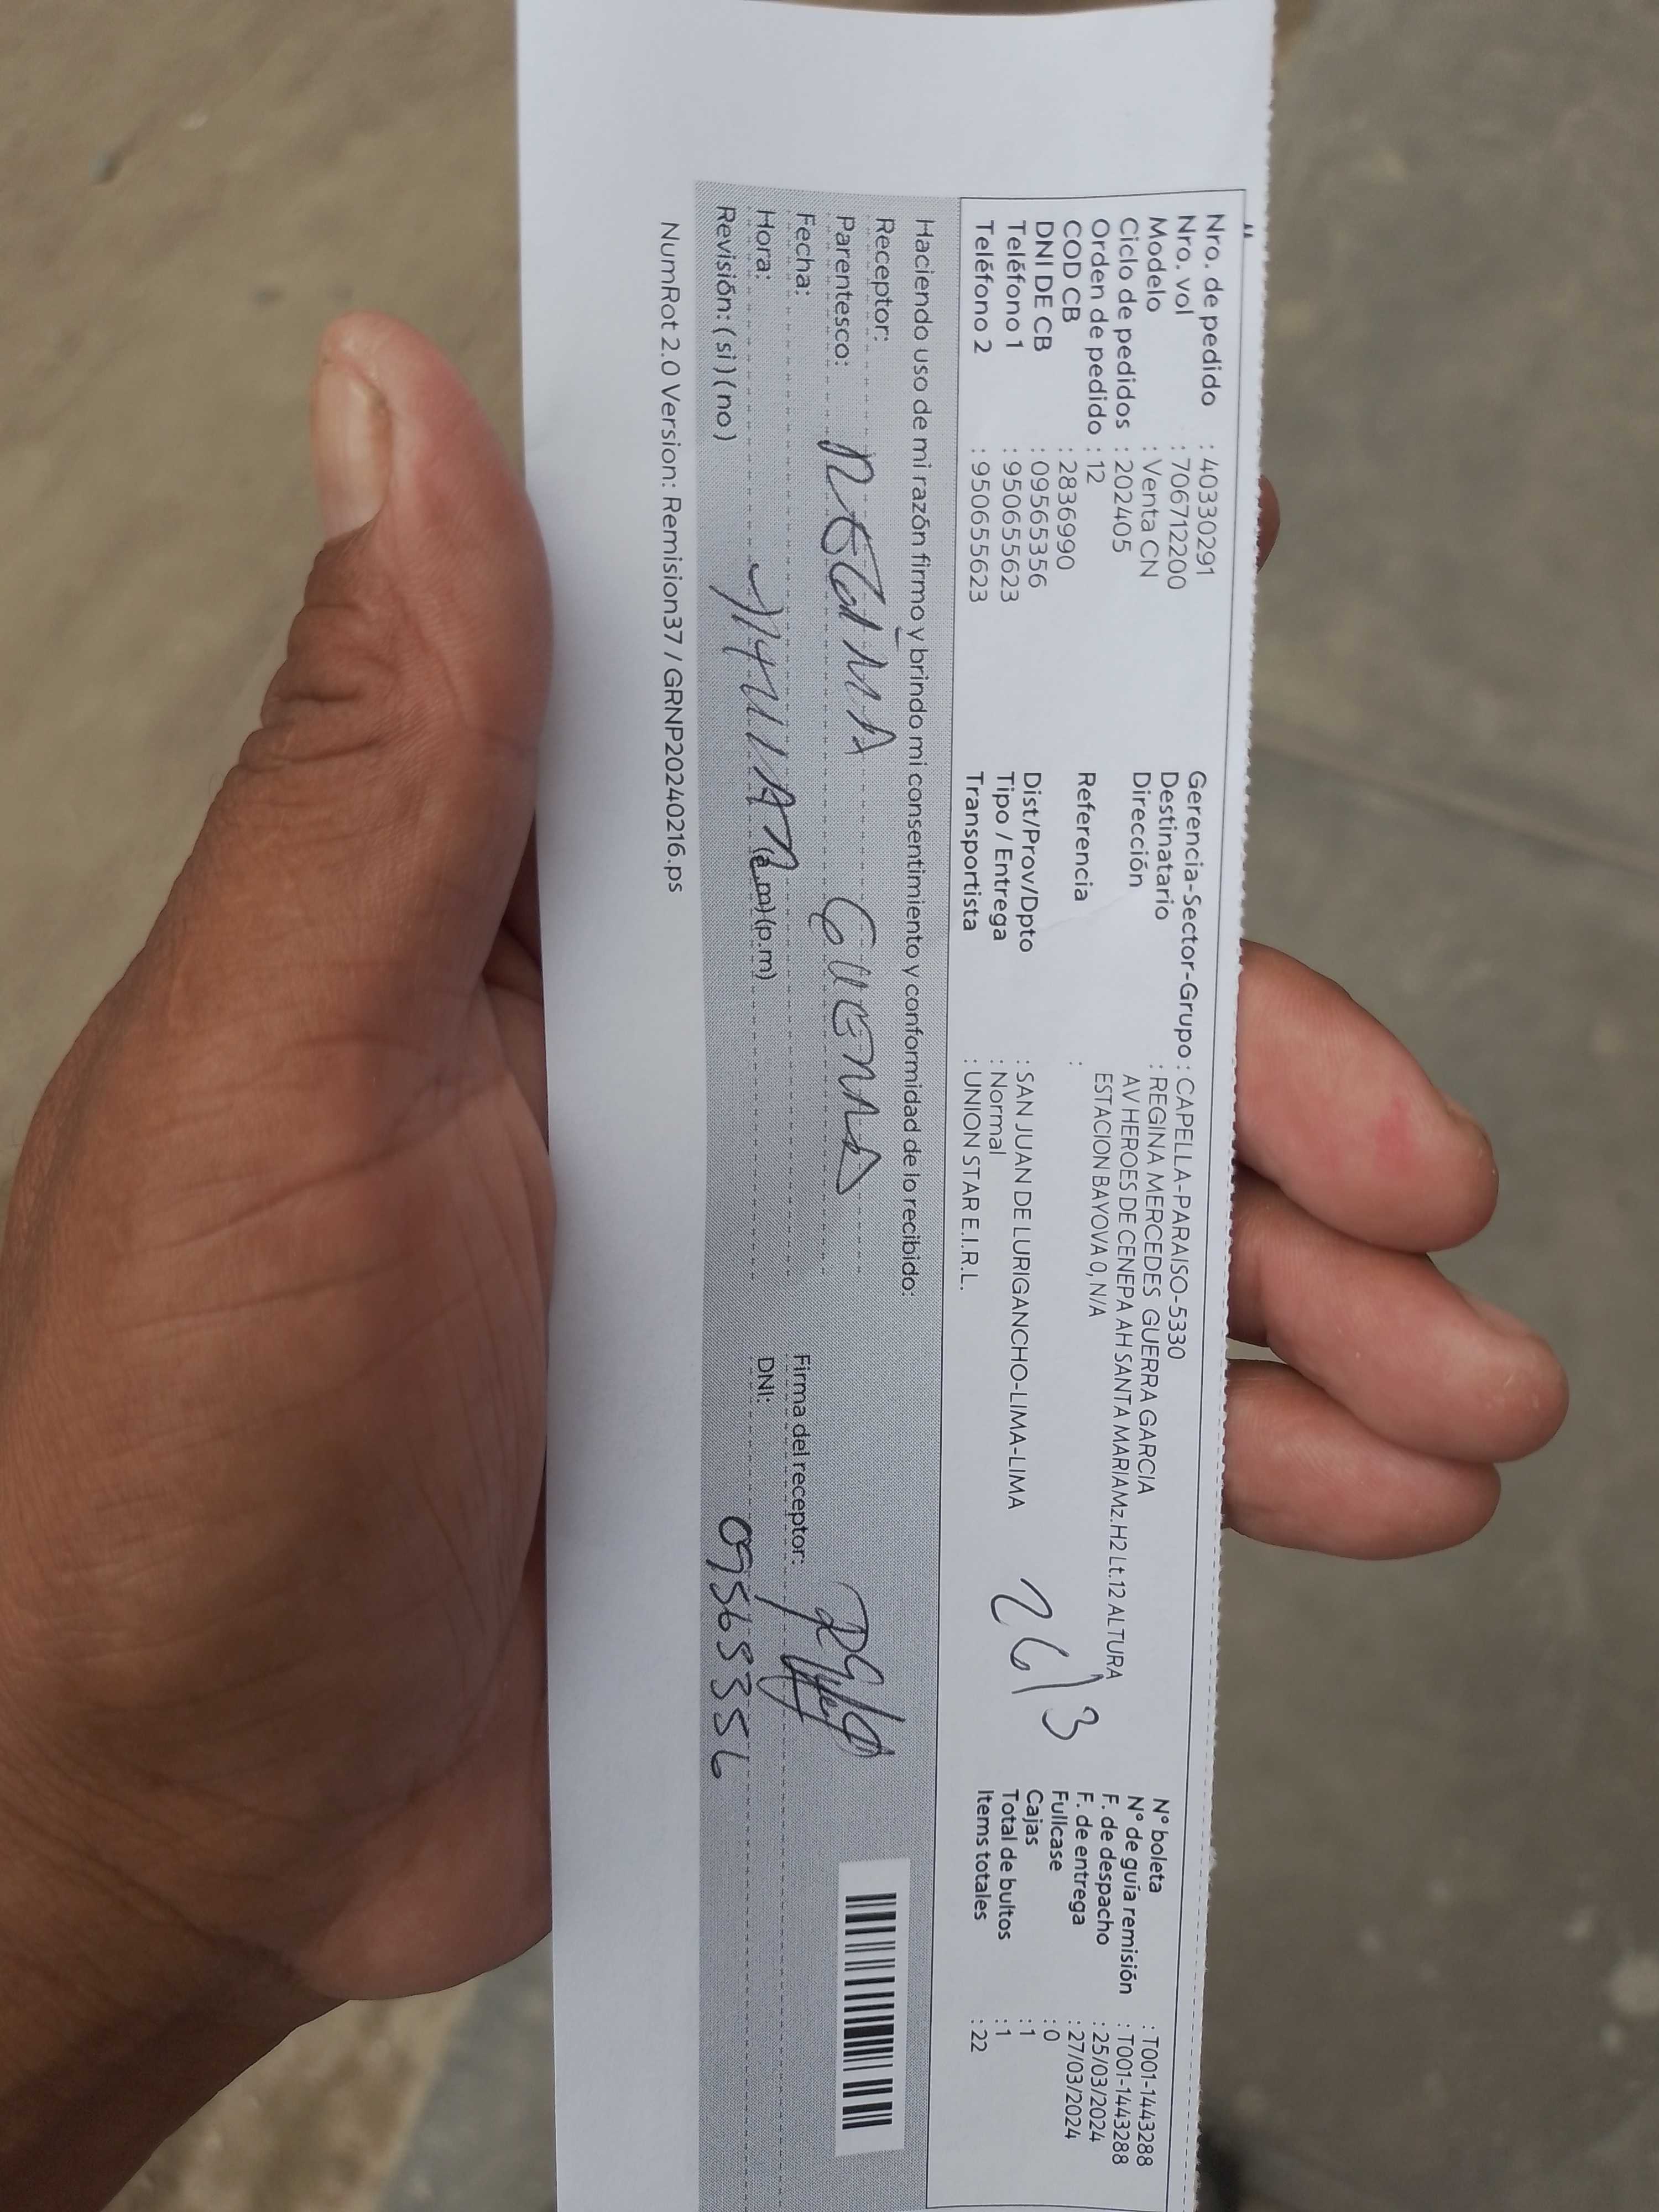 Nro. de pedido : 40330291
Nro. vol : 706712200
Modelo : Venta CN
Ciclo de pedidos : 202405
Orden de pedido : 12
COD CB : 2836990
DNI DE CB : 09565356
Teléfono 1 : 950655623
Teléfono 2 : 950655623
Gerencia-Sector-Grupo : CAPELLA-PARAISO-5330
Destinatario : REGINA MERCEDES GUERRA GARCIA
Dirección AV HEROES DE CENEPA AH SANTA MARIAMz.H2 Lt.12 ALTURA
ESTACION BAYOVA 0, N/A
Referencia :
Dist/Prov/Dpto : SAN JUAN DE LURIGANCHO-LIMA-LIMA
Tipo / Entrega : Normal
Transportista : UNION STAR E.I.R.L.
26/3
N° boleta : T001-1443288
N° de guía remisión : T001-1443288
F. de despacho : 25/03/2024
F. de entrega : 27/03/2024
Fullcase : 0
Cajas : 1
Total de bultos : 1
Items totales : 22
Haciendo uso de mi razón firmo y brindo mi consentimiento y conformidad de lo recibido:
Receptor: REGINA GUERRA
Parentesco:
Fecha:
Hora: (a.m) (p.m)
Revisión: ( si ) ( no )
Firma del receptor:
DNI: 09565356
NumRot 2.0 Version: Remision37 / GRNP20240216.ps